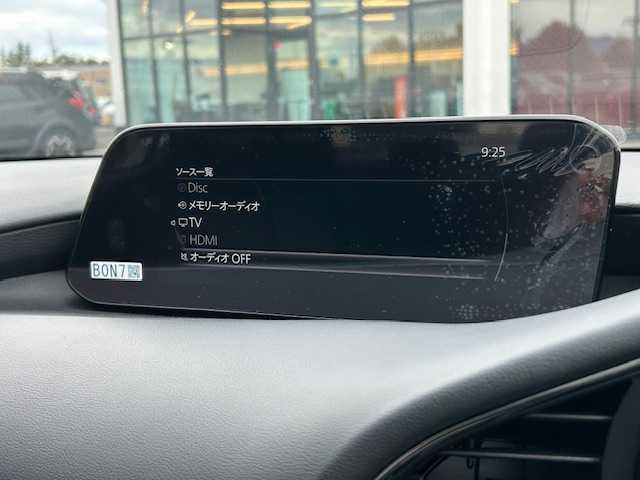 9:25
ソース一覧
Disc
メモリーオーディオ
TV
HDMI
オーディオ OFF
BON7